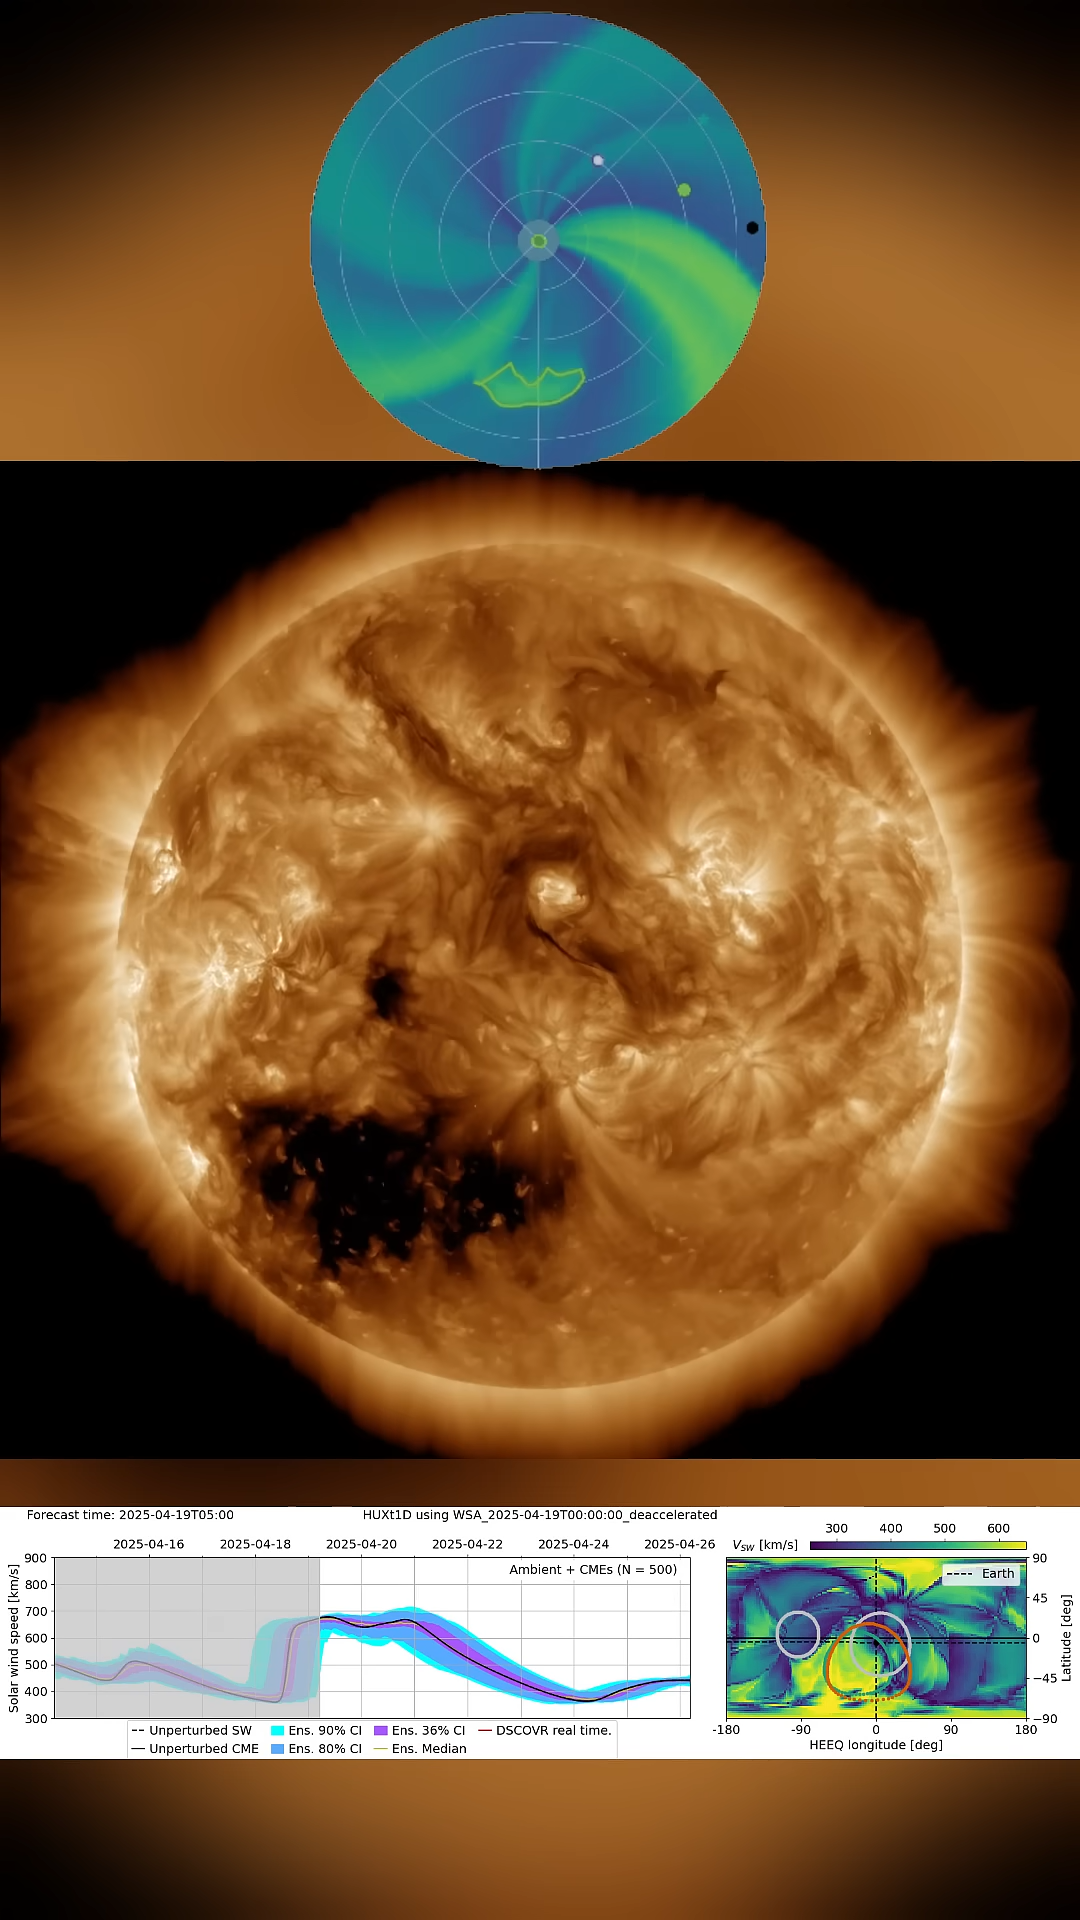 Forecast time: 2025-04-19T05:00
HUXt1D using WSA_2025-04-19T00:00:00_deaccelerated
2025-04-16 2025-04-18 2025-04-20 2025-04-22 2025-04-24 2025-04-26
Solar wind speed [km/s]
900
800
700
600
500
400
300
Ambient + CMEs (N = 500)
Unperturbed SW
Unperturbed CME
Ens. 90% CI
Ens. 80% CI
Ens. 36% CI
Ens. Median
DSCOVR real time.
300 400 500 600
VSW [km/s]
Earth
90
45
0
−45
−90
Latitude [deg]
-180 -90 0 90 180
HEEQ longitude [deg]